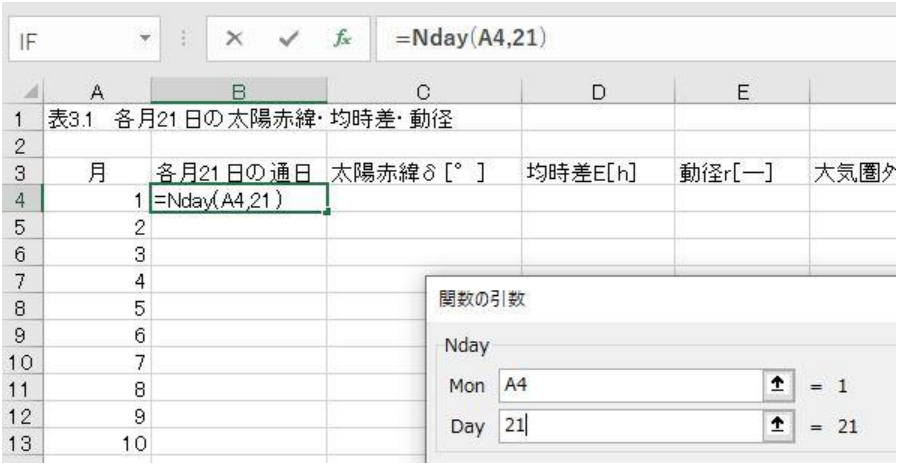 IF =Nday(A4,21)
A B C D E
1 表3.1 各月21日の太陽赤緯・均時差・動径
2
3 月 各月21日の通日 太陽赤緯δ[°] 均時差E[h] 動径r[―] 大気圏外
4 1 =Nday(A4,21)
5 2
6 3
7 4
8 5
9 6
10 7
11 8
12 9
13 10
関数の引数
Nday
Mon A4 = 1
Day 21 = 21